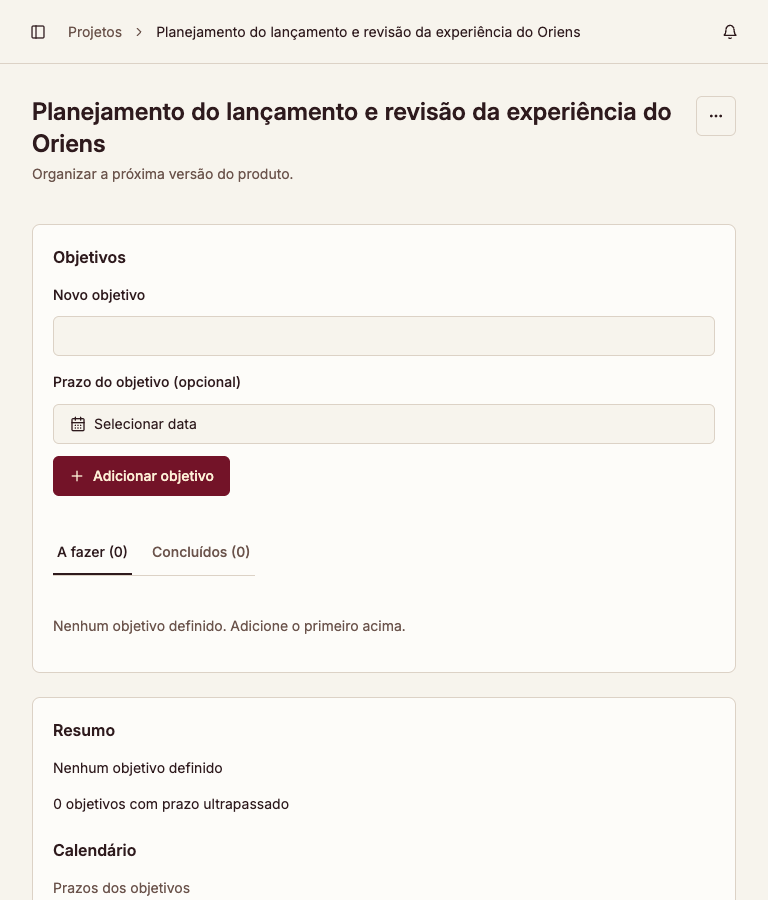 Projetos > Planejamento do lançamento e revisão da experiência do Oriens
Planejamento do lançamento e revisão da experiência do
Oriens
Organizar a próxima versão do produto.
Objetivos
Novo objetivo
Prazo do objetivo (opcional)
Selecionar data
+ Adicionar objetivo
A fazer (0) Concluídos (0)
Nenhum objetivo definido. Adicione o primeiro acima.
Resumo
Nenhum objetivo definido
0 objetivos com prazo ultrapassado
Calendário
Prazos dos objetivos